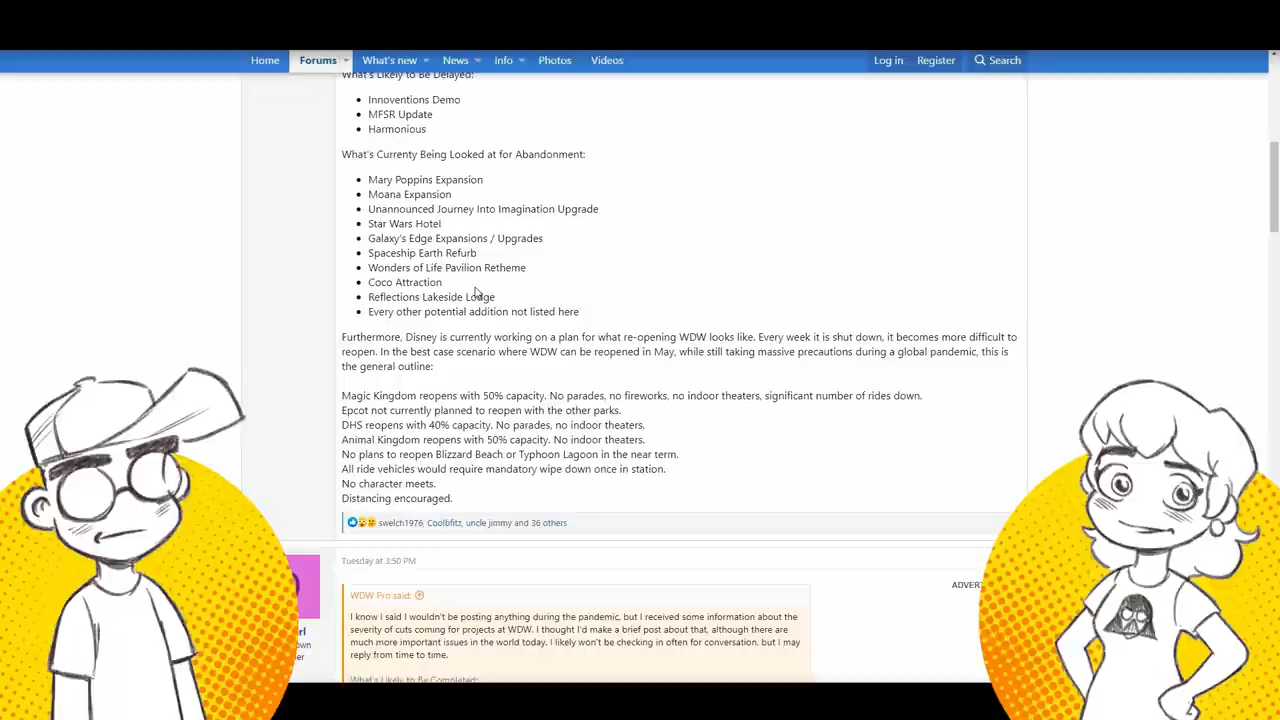 Home
Forums
What's new
News
Info
Photos
Videos
Log in
Register
Search
What's Likely to Be Delayed:
Innoventions Demo
MFSR Update
Harmonious
What's Currenty Being Looked at for Abandonment:
Mary Poppins Expansion
Moana Expansion
Unannounced Journey Into Imagination Upgrade
Star Wars Hotel
Galaxy's Edge Expansions / Upgrades
Spaceship Earth Refurb
Wonders of Life Pavilion Retheme
Coco Attraction
Reflections Lakeside Lodge
Every other potential addition not listed here
Furthermore, Disney is currently working on a plan for what re-opening WDW looks like. Every week it is shut down, it becomes more difficult to
reopen. In the best case scenario where WDW can be reopened in May, while still taking massive precautions during a global pandemic, this is
the general outline:
Magic Kingdom reopens with 50% capacity. No parades, no fireworks, no indoor theaters, significant number of rides down.
Epcot not currently planned to reopen with the other parks.
DHS reopens with 40% capacity. No parades, no indoor theaters.
Animal Kingdom reopens with 50% capacity. No indoor theaters.
No plans to reopen Blizzard Beach or Typhoon Lagoon in the near term.
All ride vehicles would require mandatory wipe down once in station.
No character meets.
Distancing encouraged.
swelch1976, Coolbfitz, uncle jimmy and 36 others
Tuesday at 3:50 PM
ADVER
WDW Pro said:
I know I said I wouldn't be posting anything during the pandemic, but I received some information about the
severity of cuts coming for projects at WDW. I thought I'd make a brief post about that, although there are
much more important issues in the world today. I likely won't be checking in often for conversation, but I may
reply from time to time.
What's Likely to Be Completed: